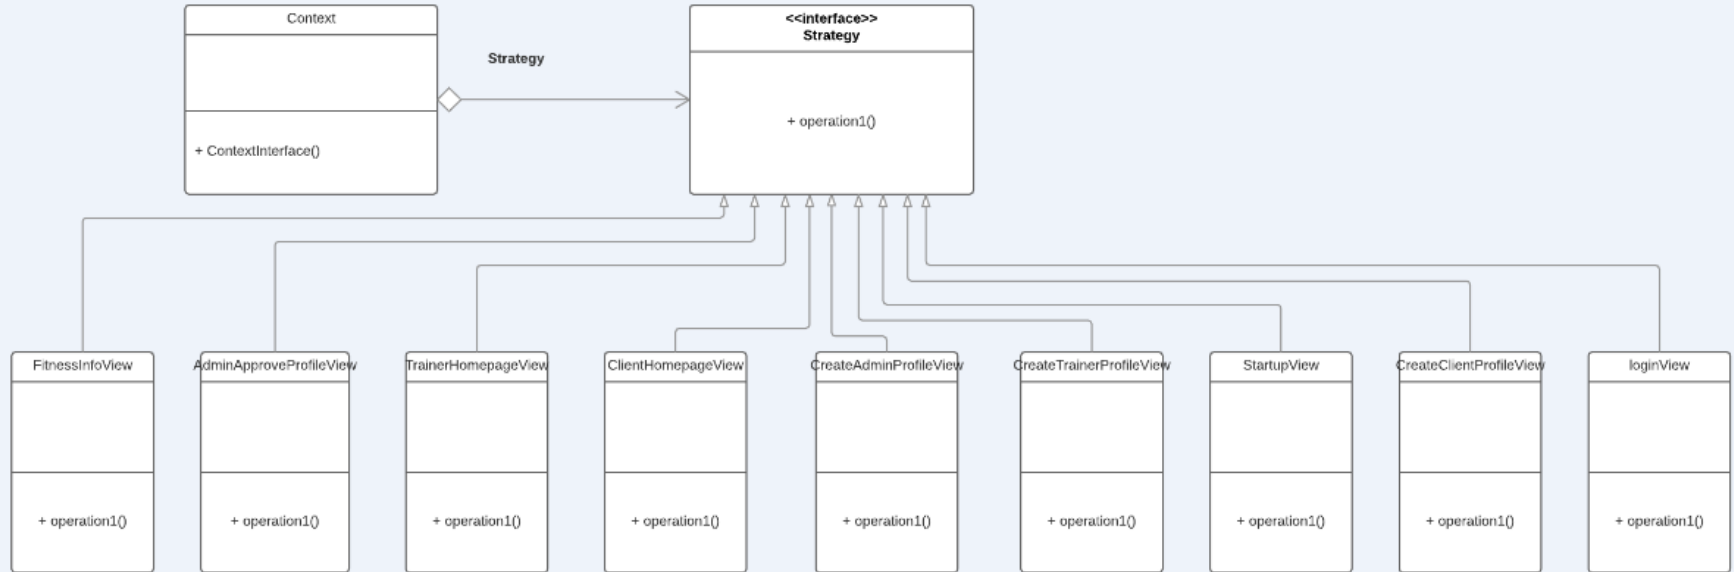 Context
<<interface>>
Strategy
Strategy
+ operation1()
+ ContextInterface()
FitnessInfoView
AdminApproveProfileView
TrainerHomepageView
ClientHomepageView
CreateAdminProfileView
CreateTrainerProfileView
StartupView
CreateClientProfileView
loginView
+ operation1()
+ operation1()
+ operation1()
+ operation1()
+ operation1()
+ operation1()
+ operation1()
+ operation1()
+ operation1()